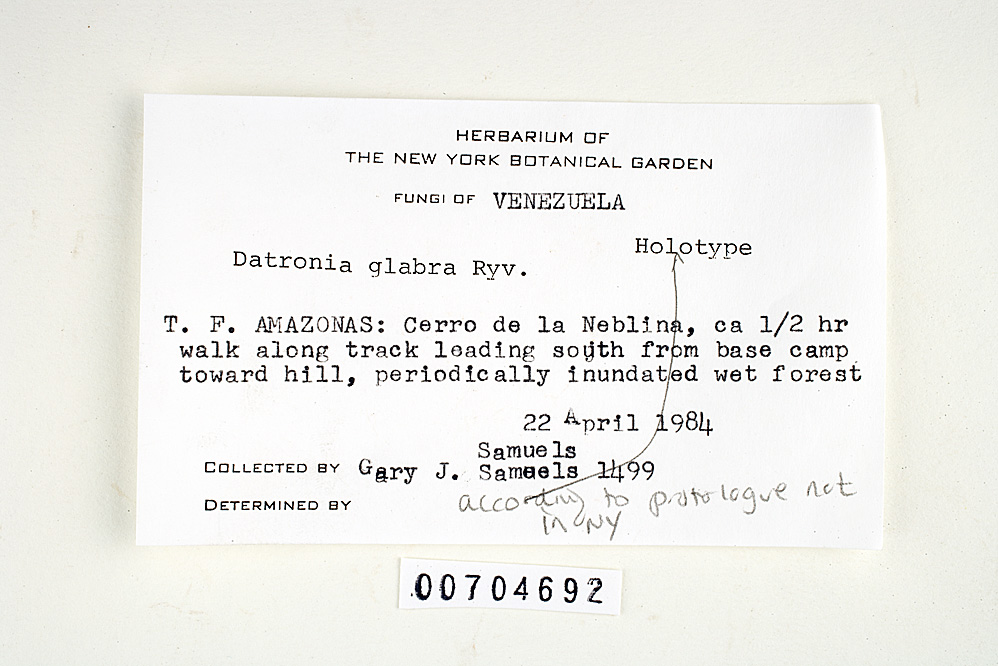 HERBARIUM OF
THE NEW YORK BOTANICAL GARDEN
FUNGI OF VENEZUELA
Holotype
Datronia glabra Ryv.
T. F. AMAZONAS: Cerro de la Neblina, ca 1/2 hr
walk along track leading south from base camp
toward hill, periodically inundated wet forest
22 April 1984
Samuels
COLLECTED BY Gary J. Samuels 1499
DETERMINED BY
according to protologue not
in NY
00704692